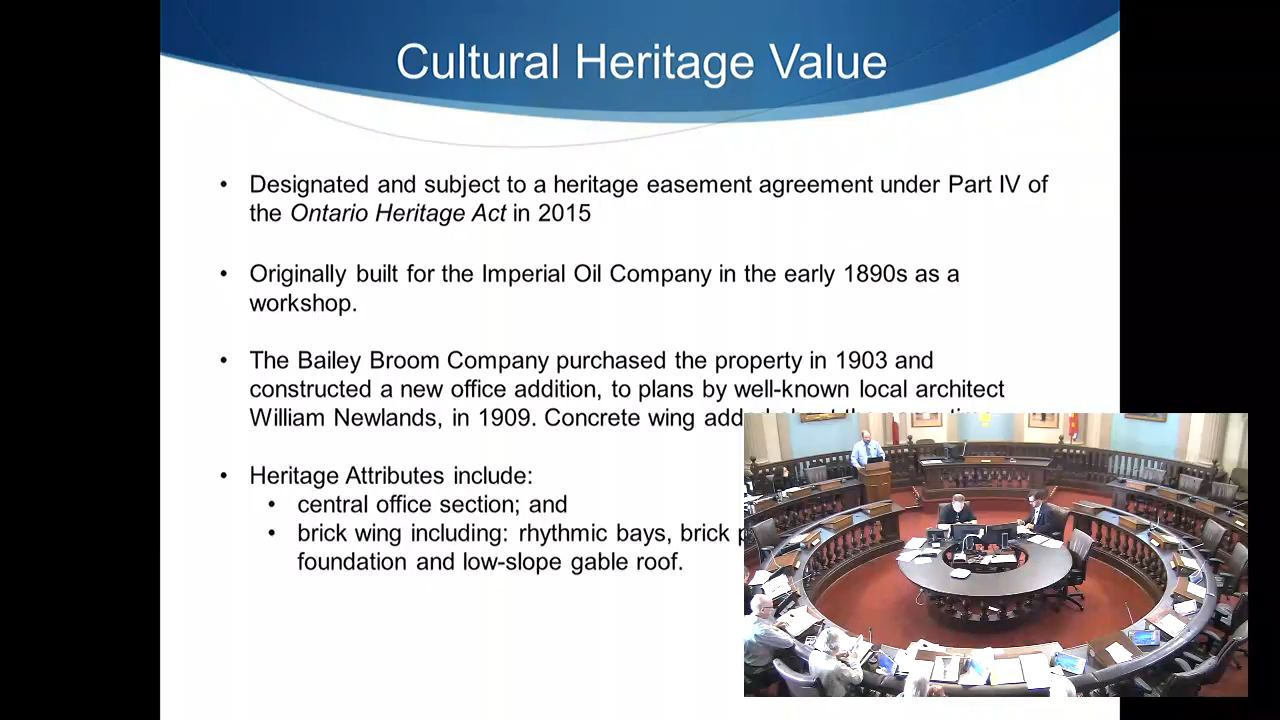 Cultural Heritage Value
• Designated and subject to a heritage easement agreement under Part IV of
the Ontario Heritage Act in 2015
• Originally built for the Imperial Oil Company in the early 1890s as a
workshop.
• The Bailey Broom Company purchased the property in 1903 and
constructed a new office addition, to plans by well-known local architect
William Newlands, in 1909. Concrete wing
• Heritage Attributes include:
• central office section; and
• brick wing including: rhythmic bays, brick
foundation and low-slope gable roof.